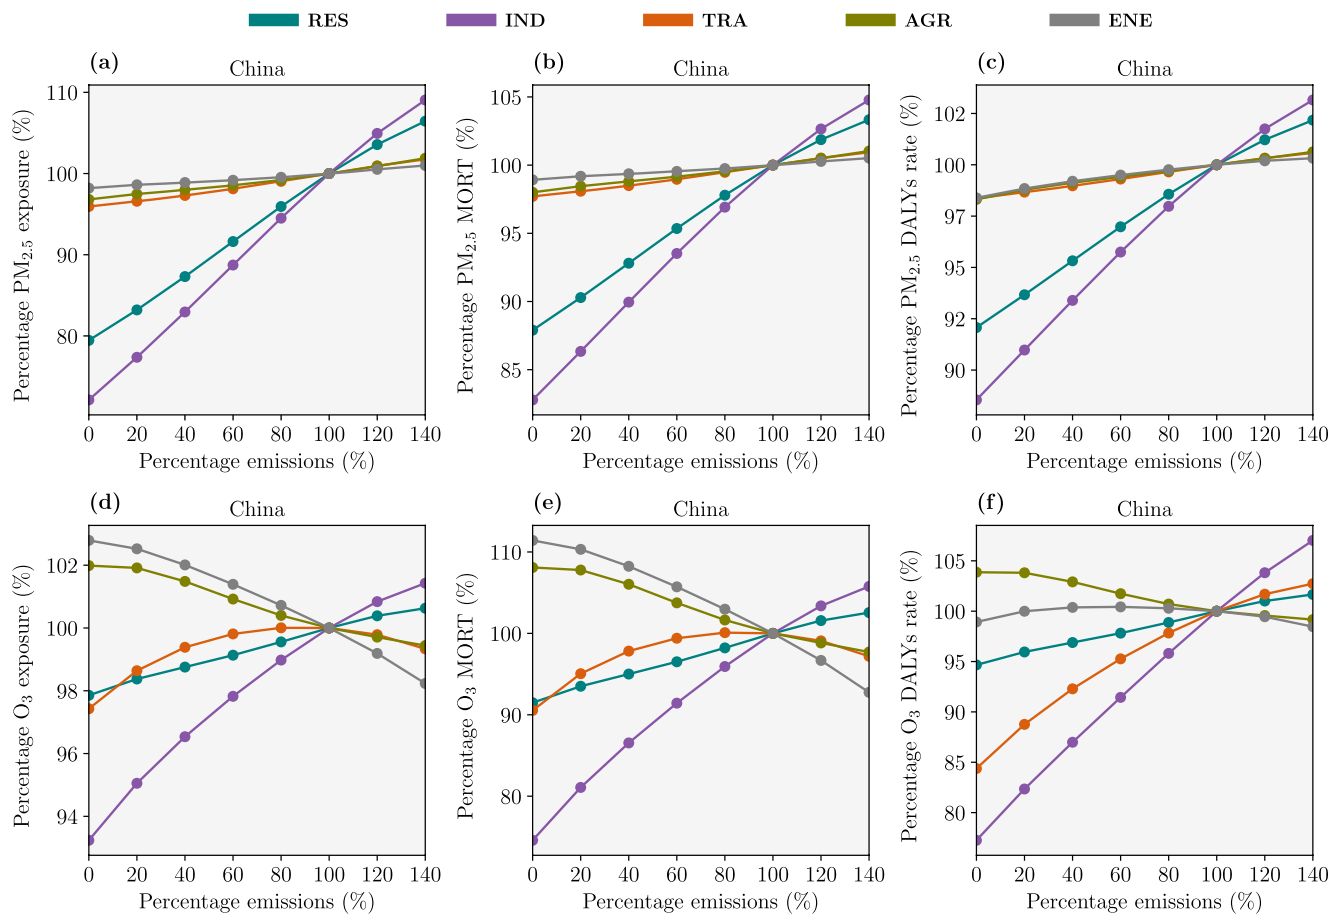 RES IND TRA AGR ENE
(a) China
Percentage PM2.5 exposure (%)
110
100
90
80
0 20 40 60 80 100 120 140
Percentage emissions (%)
(b) China
Percentage PM2.5 MORT (%)
105
100
95
90
85
0 20 40 60 80 100 120 140
Percentage emissions (%)
(c) China
Percentage PM2.5 DALYs rate (%)
102
100
97
95
92
90
0 20 40 60 80 100 120 140
Percentage emissions (%)
(d) China
Percentage O3 exposure (%)
102
100
98
96
94
0 20 40 60 80 100 120 140
Percentage emissions (%)
(e) China
Percentage O3 MORT (%)
110
100
90
80
0 20 40 60 80 100 120 140
Percentage emissions (%)
(f) China
Percentage O3 DALYs rate (%)
105
100
95
90
85
80
0 20 40 60 80 100 120 140
Percentage emissions (%)